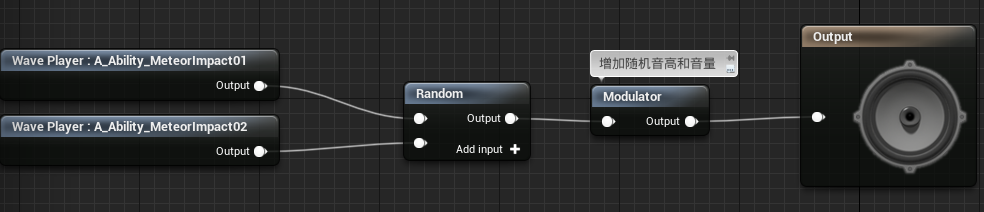 Wave Player : A_Ability_MeteorImpact01
Output
Wave Player : A_Ability_MeteorImpact02
Output
Random
Output
Add input
增加随机音高和音量
Modulator
Output
Output